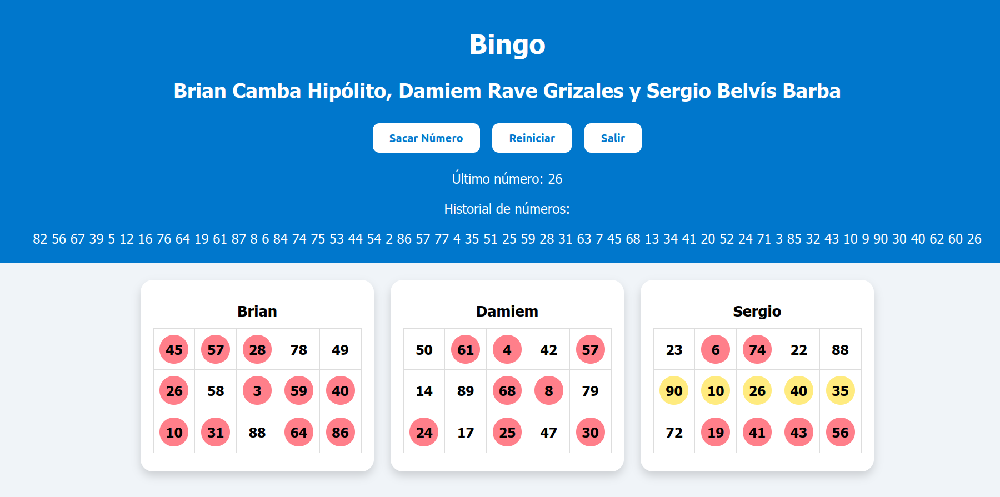 Bingo
Brian Camba Hipólito, Damiem Rave Grizales y Sergio Belvís Barba
Sacar Número Reiniciar Salir
Último número: 26
Historial de números:
82 56 67 39 5 12 16 76 64 19 61 87 8 6 84 74 75 53 44 54 2 86 57 77 4 35 51 25 59 28 31 63 7 45 68 13 34 41 20 52 24 71 3 85 32 43 10 9 90 30 40 62 60 26
Brian
45 57 28 78 49
26 58 3 59 40
10 31 88 64 86
Damiem
50 61 4 42 57
14 89 68 8 79
24 17 25 47 30
Sergio
23 6 74 22 88
90 10 26 40 35
72 19 41 43 56